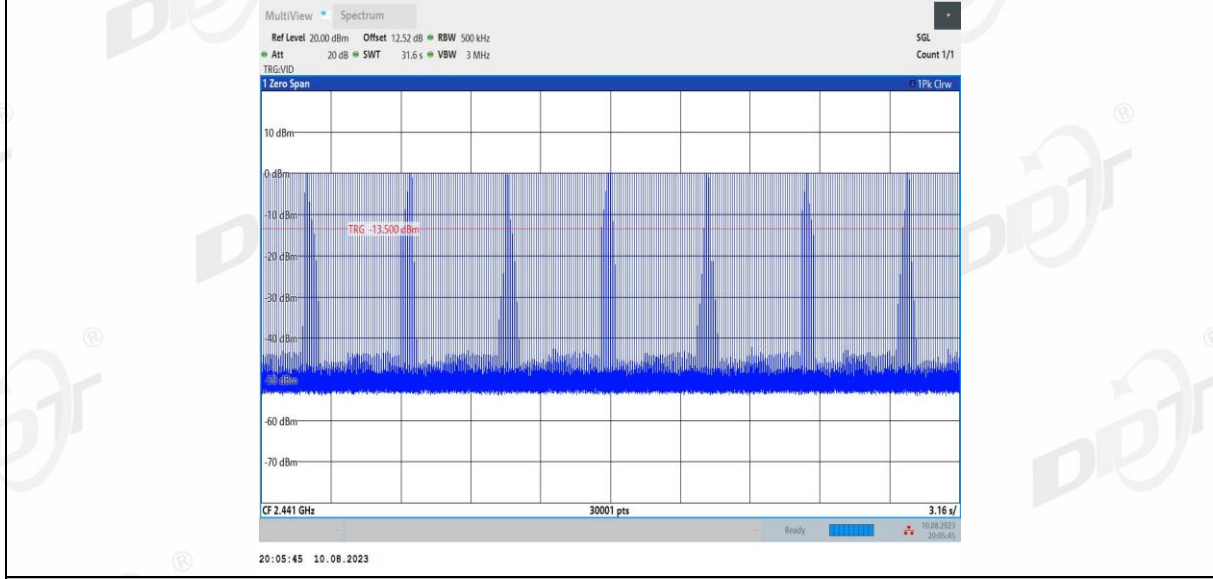 MultiView Spectrum
Ref Level 20.00 dBm Offset 12.52 dB RBW 500 kHz SGL
Att 20 dB SWT 31.6 s VBW 3 MHz Count 1/1
TRG:VID
1 Zero Span 1Pk Clrw
10 dBm
0 dBm
-10 dBm
TRG -13.500 dBm
-20 dBm
-30 dBm
-40 dBm
-50 dBm
-60 dBm
-70 dBm
CF 2.441 GHz 30001 pts 3.16 s/
Ready 10.08.2023
20:05:45
20:05:45 10.08.2023